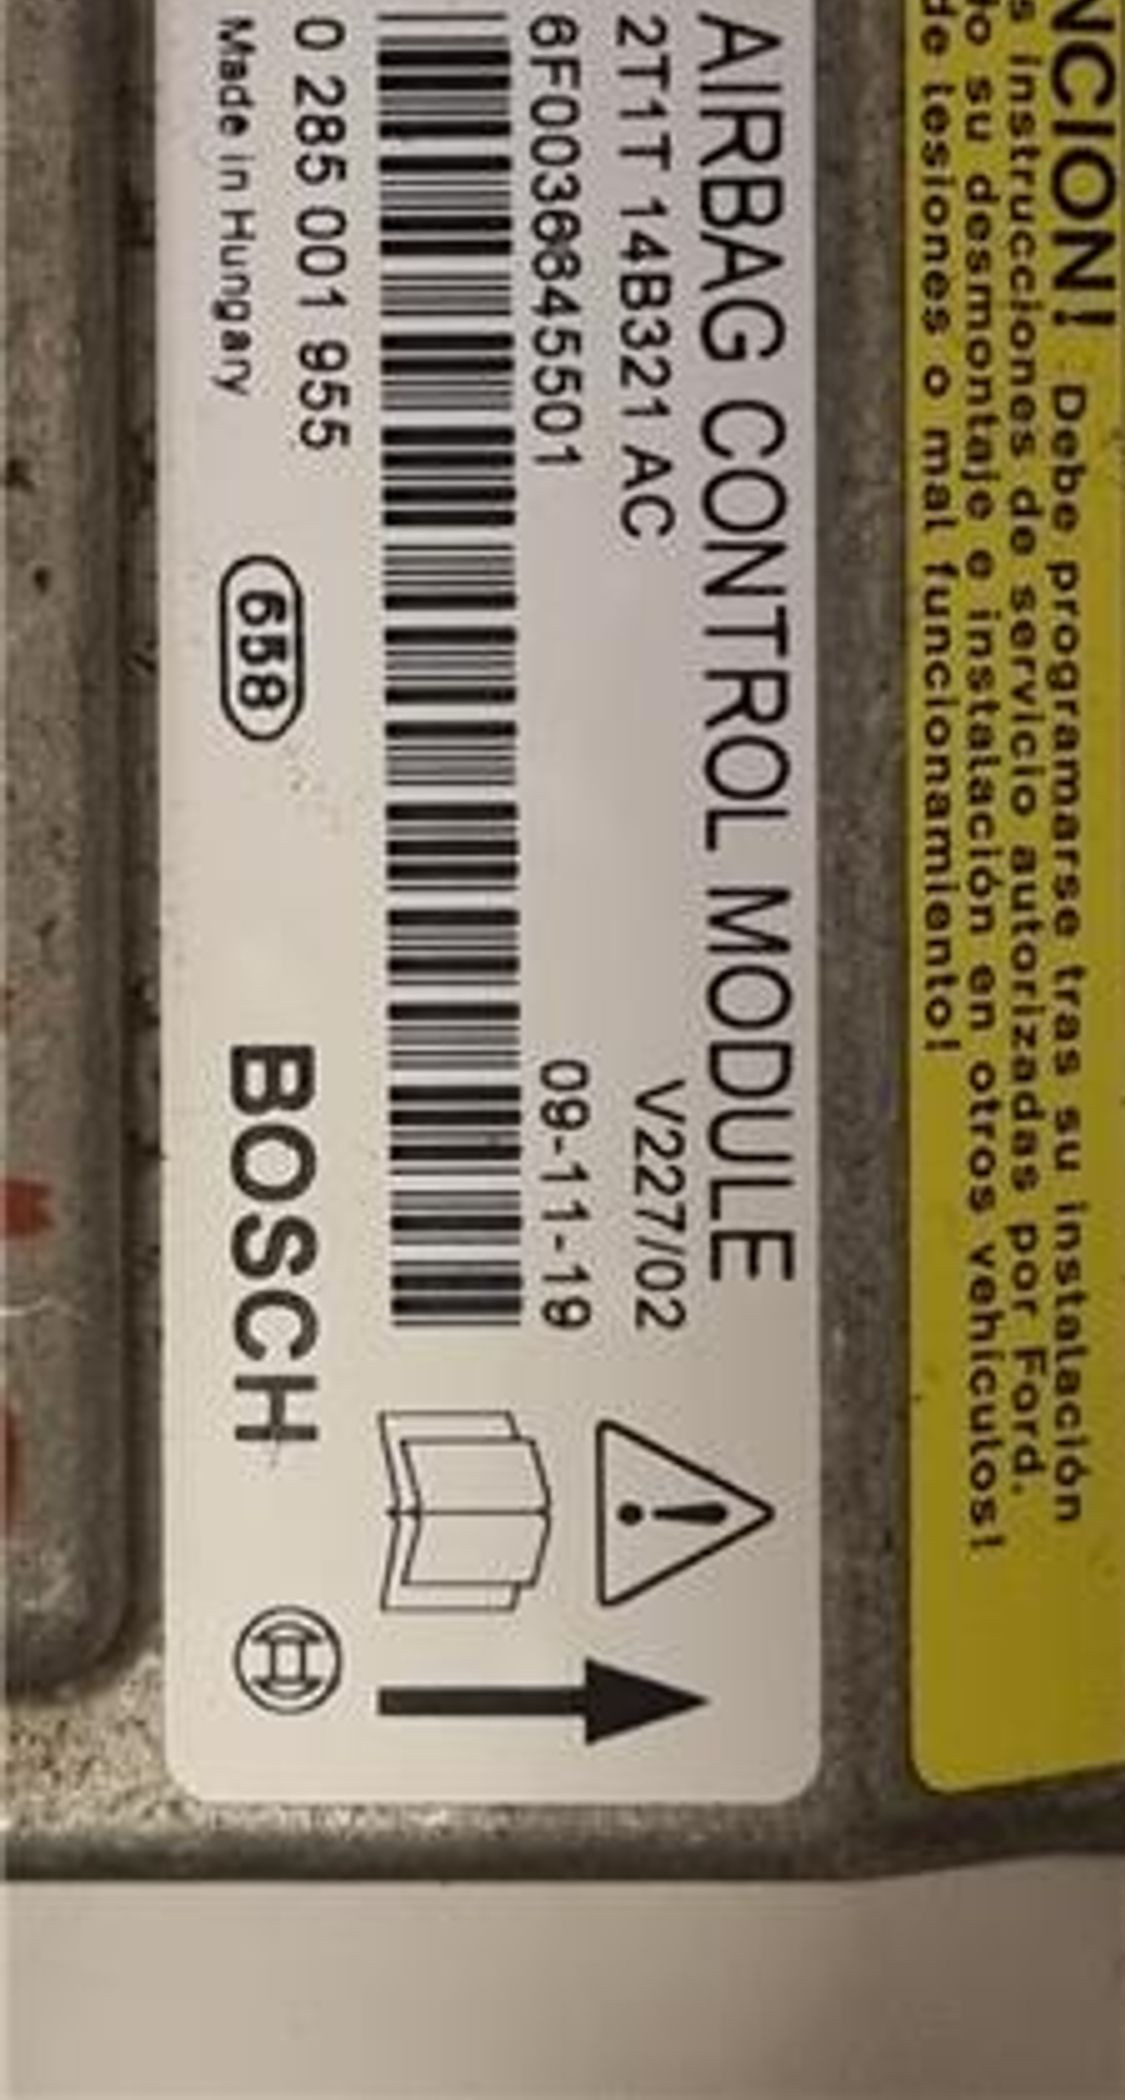 NCION! Debe programarse tras su instalación
s instrucciones de servicio autorizadas por Ford.
o su desmontaje e instalación en otros vehículos!
de lesiones o mal funcionamiento!
AIRBAG CONTROL MODULE
2T1T 14B321 AC V227/02
6F0036845501 09-11-19
0 285 001 955
Made in Hungary
658
BOSCH